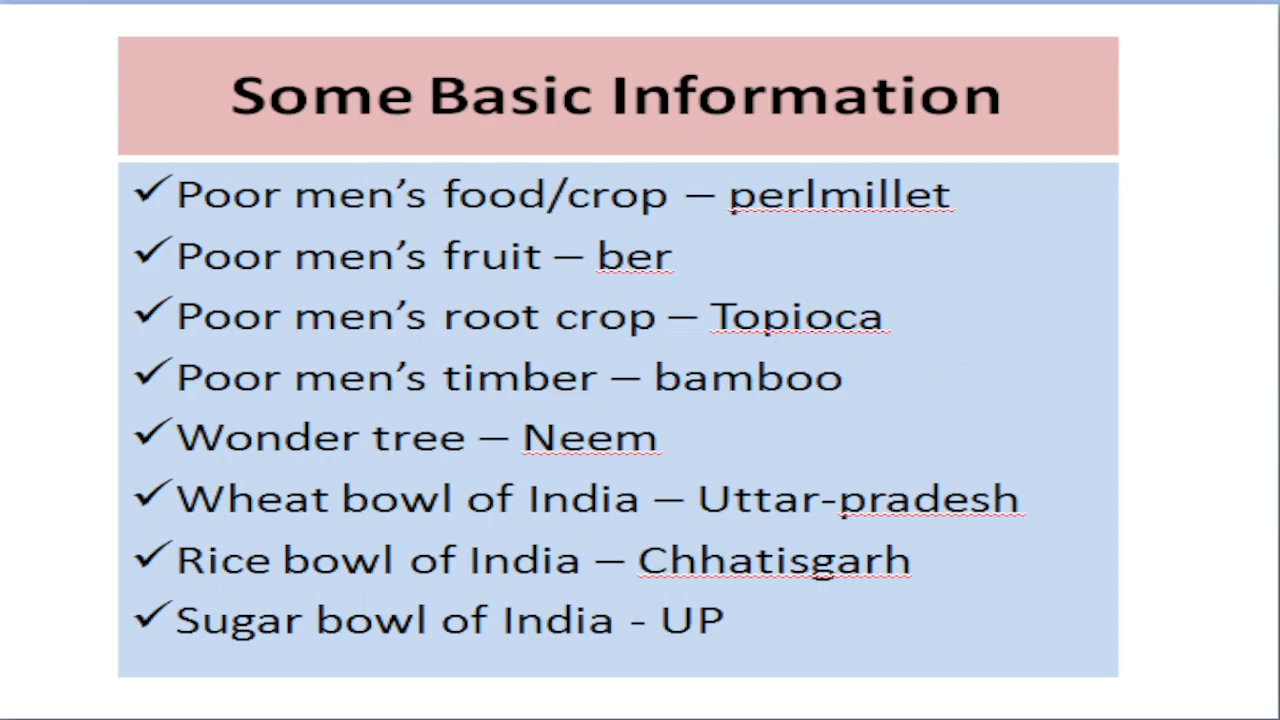 Some Basic Information
✓Poor men’s food/crop – perlmillet
✓Poor men’s fruit – ber
✓Poor men’s root crop – Topioca
✓Poor men’s timber – bamboo
✓Wonder tree – Neem
✓Wheat bowl of India – Uttar-pradesh
✓Rice bowl of India – Chhatisgarh
✓Sugar bowl of India - UP